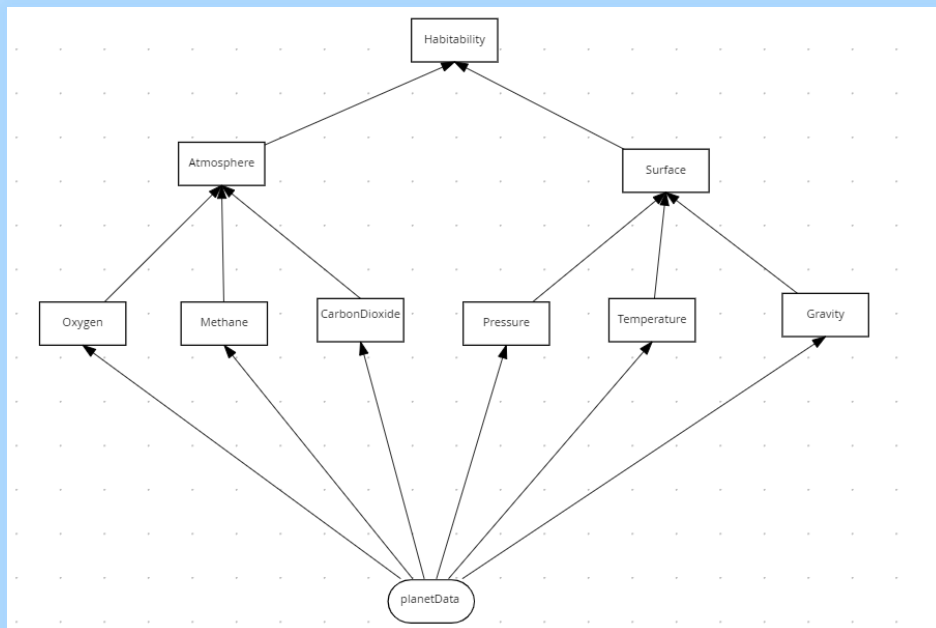 Habitability
Atmosphere
Surface
Oxygen
Methane
CarbonDioxide
Pressure
Temperature
Gravity
planetData